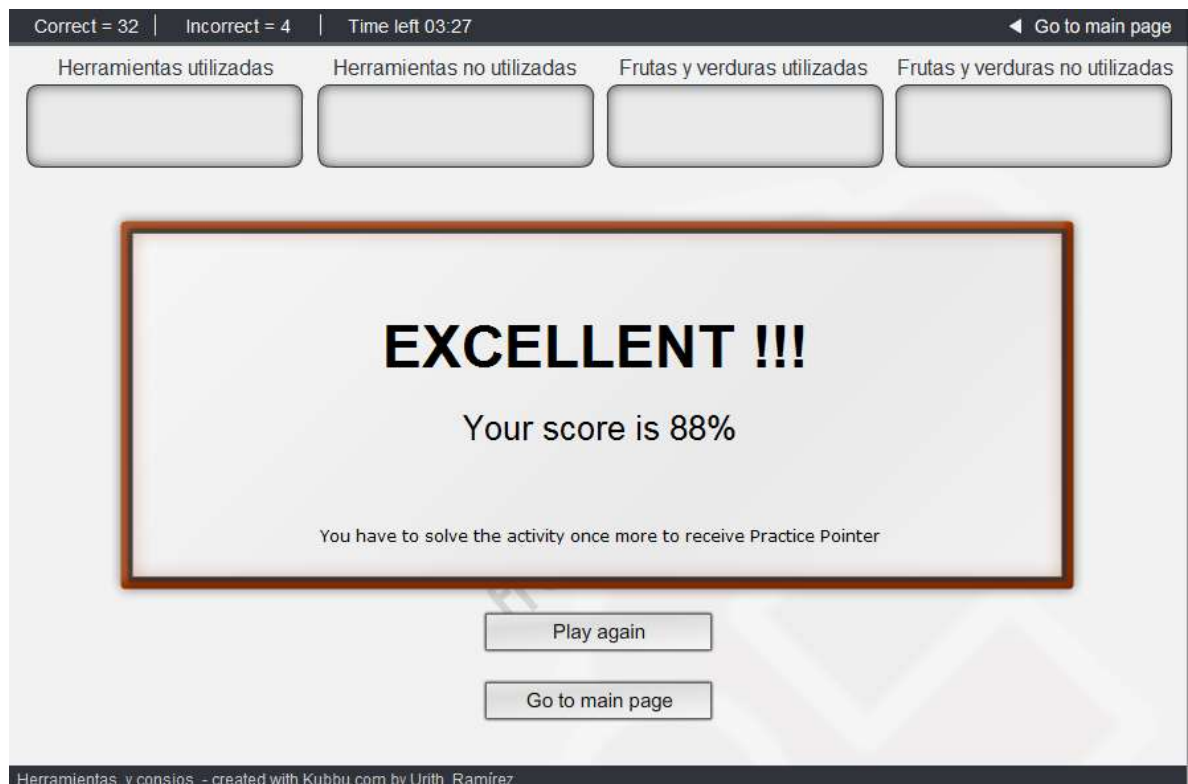 Correct = 32 | Incorrect = 4 | Time left 03:27 ◄ Go to main page
Herramientas utilizadas Herramientas no utilizadas Frutas y verduras utilizadas Frutas y verduras no utilizadas
EXCELLENT !!!
Your score is 88%
You have to solve the activity once more to receive Practice Pointer
Play again
Go to main page
Herramientas y consjos - created with Kubbu.com by Urith Ramírez